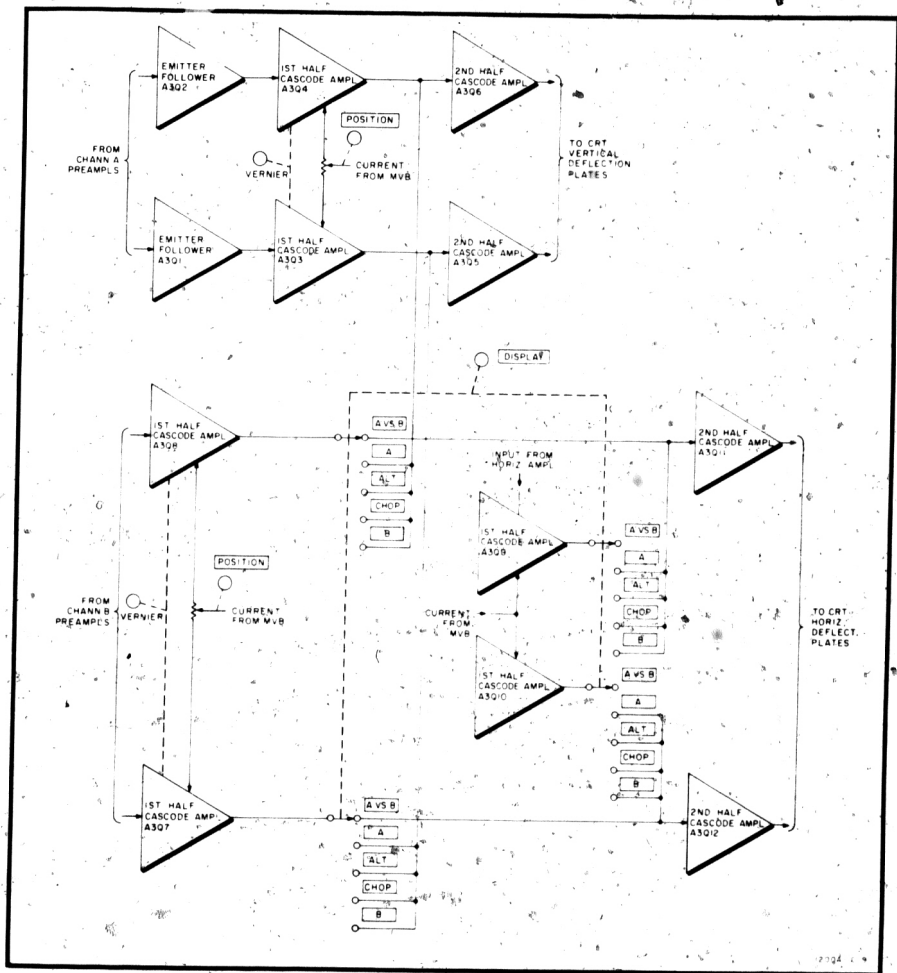 EMITTER
FOLLOWER
A3Q2
1ST HALF
CASCODE AMPL
A3Q4
2ND HALF
CASCODE AMPL
A3Q6
POSITION
FROM
CHANN A
PREAMPLS
VERNIER
CURRENT
FROM MVB
TO CRT
VERTICAL
DEFLECTION
PLATES
EMITTER
FOLLOWER
A3Q1
1ST HALF
CASCODE AMPL
A3Q3
2ND HALF
CASCODE AMPL
A3Q5
DISPLAY
1ST HALF
CASCODE AMPL
A3Q8
A VS B
A
ALT
CHOP
B
INPUT FROM
HORIZ AMPL
2ND HALF
CASCODE AMPL
A3Q11
1ST HALF
CASCODE AMPL
A3Q9
A VS B
A
ALT
CHOP
B
POSITION
FROM
CHANN B
PREAMPLS
VERNIER
CURRENT
FROM MVB
CURRENT
FROM
MVB
TO CRT
HORIZ
DEFLECT
PLATES
1ST HALF
CASCODE AMPL
A3Q10
A VS B
A
ALT
CHOP
B
1ST HALF
CASCODE AMPL
A3Q7
A VS B
A
ALT
CHOP
B
2ND HALF
CASCODE AMPL
A3Q12